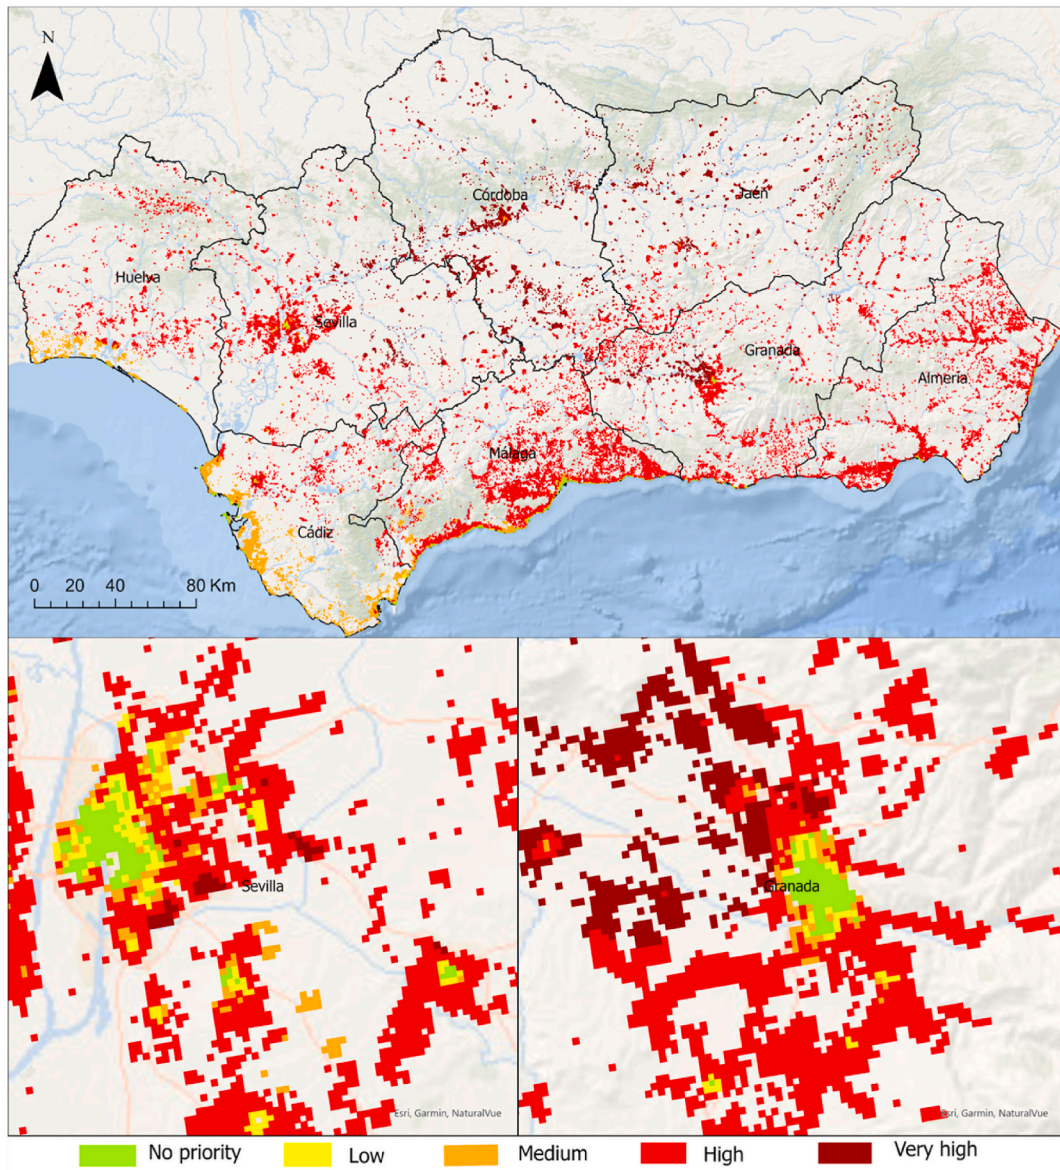 N
Córdoba
Jaén
Huelva
Sevilla
Granada
Almería
Málaga
Cádiz
0 20 40 80 Km
Sevilla
Granada
Esri, Garmin, NaturalVue
Esri, Garmin, NaturalVue
No priority Low Medium High Very high